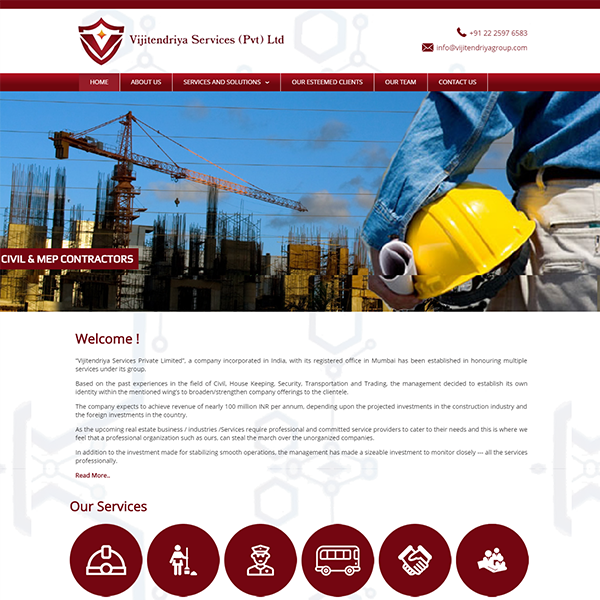 Vijitendriya Services (Pvt) Ltd
+91 22 2597 6583
info@vijitendriyagroup.com
HOME ABOUT US SERVICES AND SOLUTIONS OUR ESTEEMED CLIENTS OUR TEAM CONTACT US
CIVIL & MEP CONTRACTORS
Welcome !
"Vijitendriya Services Private Limited", a company incorporated in India, with its registered office in Mumbai has been established in honouring multiple
services under its group.
Based on the past experiences in the field of Civil, House Keeping, Security, Transportation and Trading, the management decided to establish its own
identity within the mentioned wing's to broaden/strengthen company offerings to the clientele.
The company expects to achieve revenue of nearly 100 million INR per annum, depending upon the projected investments in the construction industry and
the foreign investments in the country.
As the upcoming real estate business / industries /Services require professional and committed service providers to cater to their needs and this is where we
feel that a professional organization such as ours, can steal the march over the unorganized companies.
In addition to the investment made for stabilizing smooth operations, the management has made a sizeable investment to monitor closely --- all the services
professionally.
Read More..
Our Services